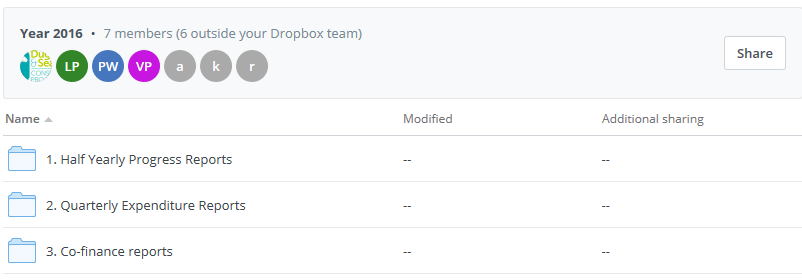 Year 2016 • 7 members (6 outside your Dropbox team)
LP PW VP a k r
Share
Name Modified Additional sharing
1. Half Yearly Progress Reports -- --
2. Quarterly Expenditure Reports -- --
3. Co-finance reports -- --